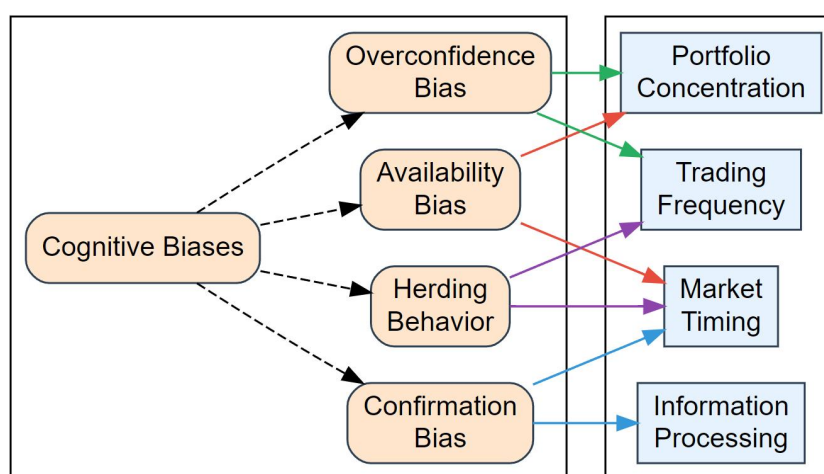 Cognitive Biases
Overconfidence
Bias
Availability
Bias
Herding
Behavior
Confirmation
Bias
Portfolio
Concentration
Trading
Frequency
Market
Timing
Information
Processing